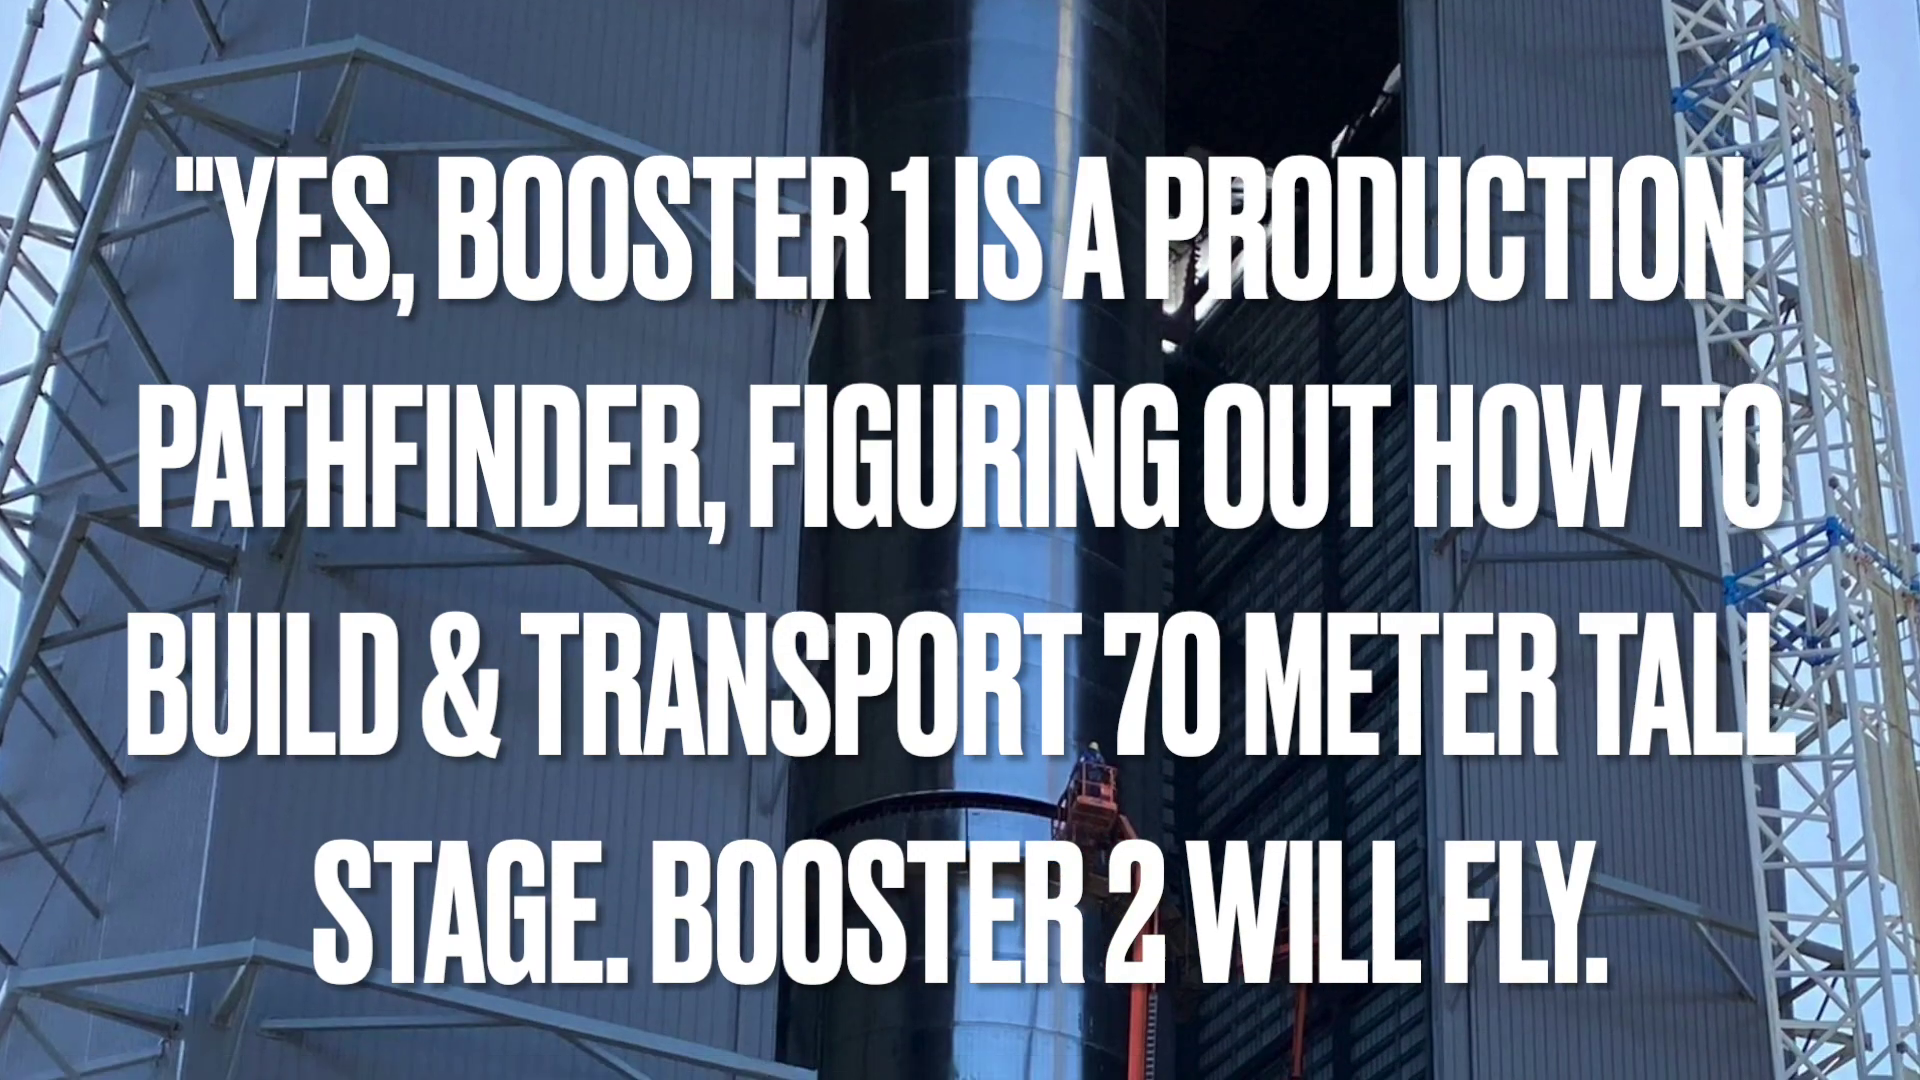 "YES, BOOSTER 1 IS A PRODUCTION
PATHFINDER, FIGURING OUT HOW TO
BUILD & TRANSPORT 70 METER TALL
STAGE. BOOSTER 2 WILL FLY.